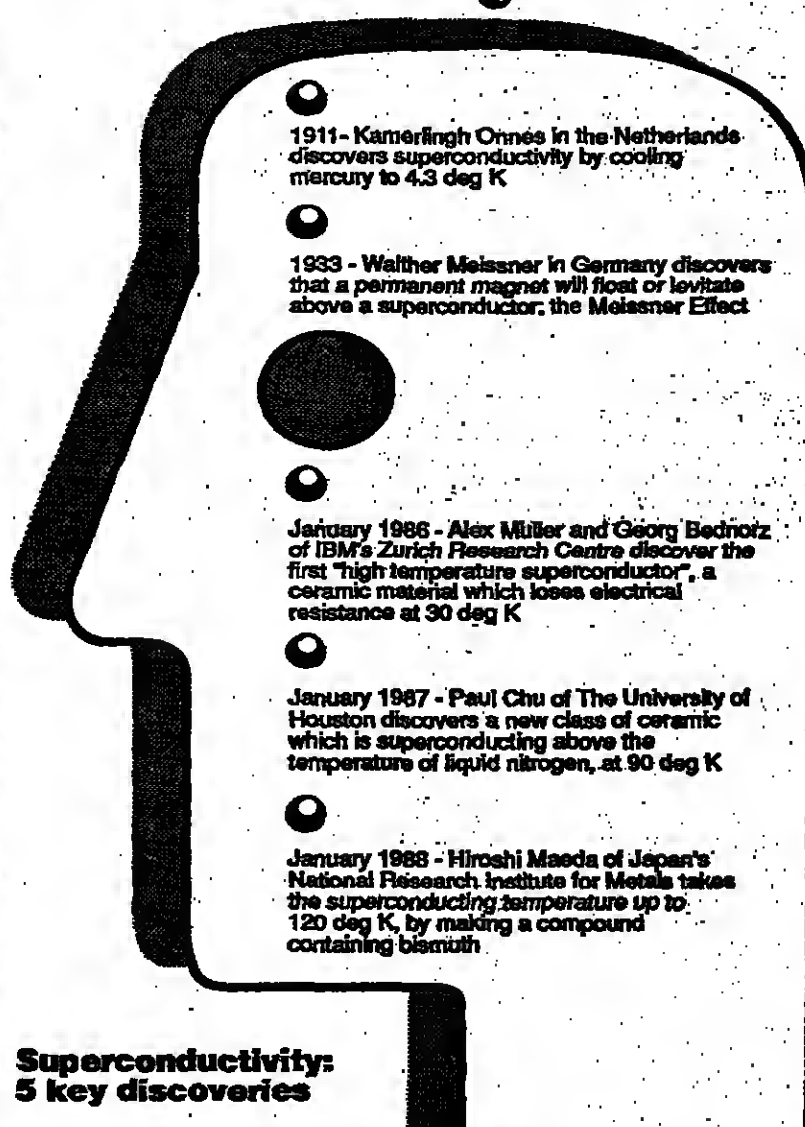 1911- Kamerlingh Onnes in the Netherlands
discovers superconductivity by cooling
mercury to 4.3 deg K
1933 - Walther Meissner in Germany discovers
that a permanent magnet will float or levitate
above a superconductor: the Meissner Effect
January 1986 - Alex Müller and Georg Bednorz
of IBM's Zurich Research Centre discover the
first "high temperature superconductor", a
ceramic material which loses electrical
resistance at 30 deg K
January 1987 - Paul Chu of The University of
Houston discovers a new class of ceramic
which is superconducting above the
temperature of liquid nitrogen, at 90 deg K
January 1988 - Hiroshi Maeda of Japan's
National Research Institute for Metals takes
the superconducting temperature up to
120 deg K, by making a compound
containing bismuth
Superconductivity:
5 key discoveries